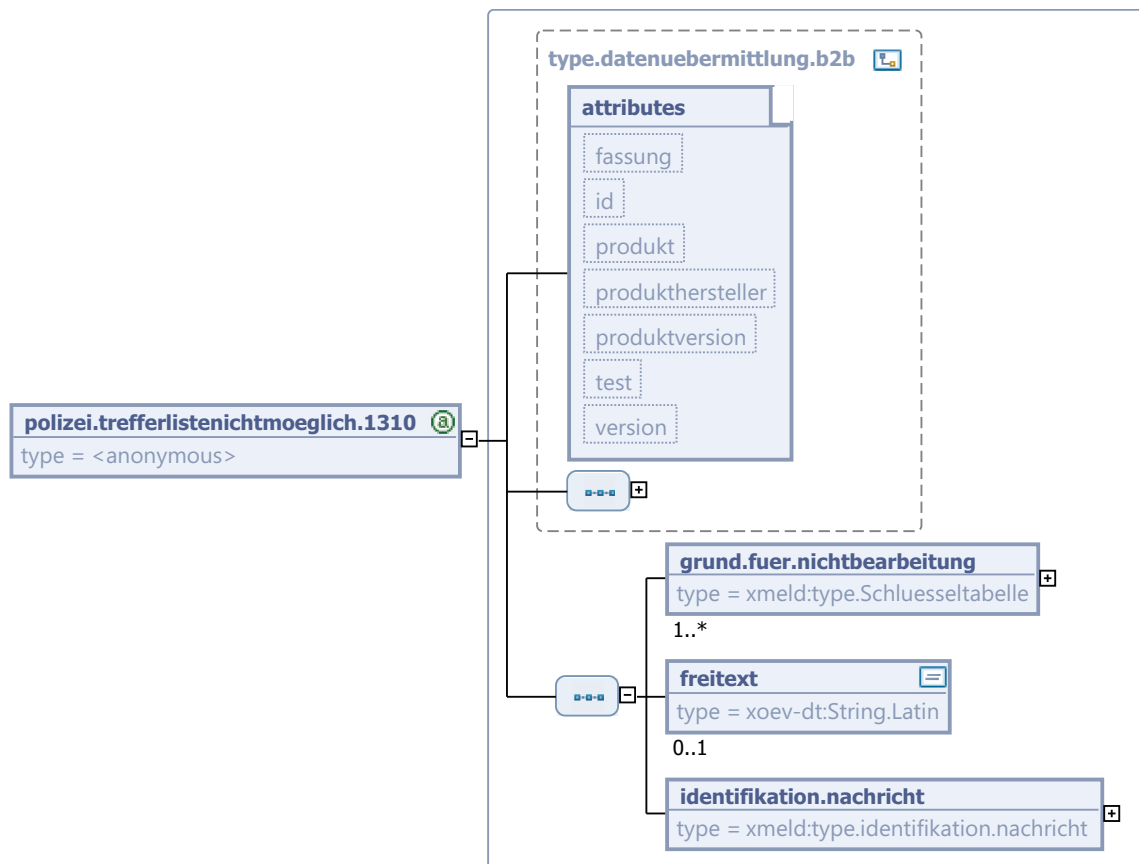 type.datenuebermittlung.b2b
attributes
fassung
id
produkt
produkthersteller
produktversion
test
version
polizei.trefferlistenichtmoeglich.1310 @
type = <anonymous>
grund.fuer.nichtbearbeitung
type = xmeld:type.Schluesseltabelle
1..*
freitext
type = xoev-dt:String.Latin
0..1
identifikation.nachricht
type = xmeld:type.identifikation.nachricht